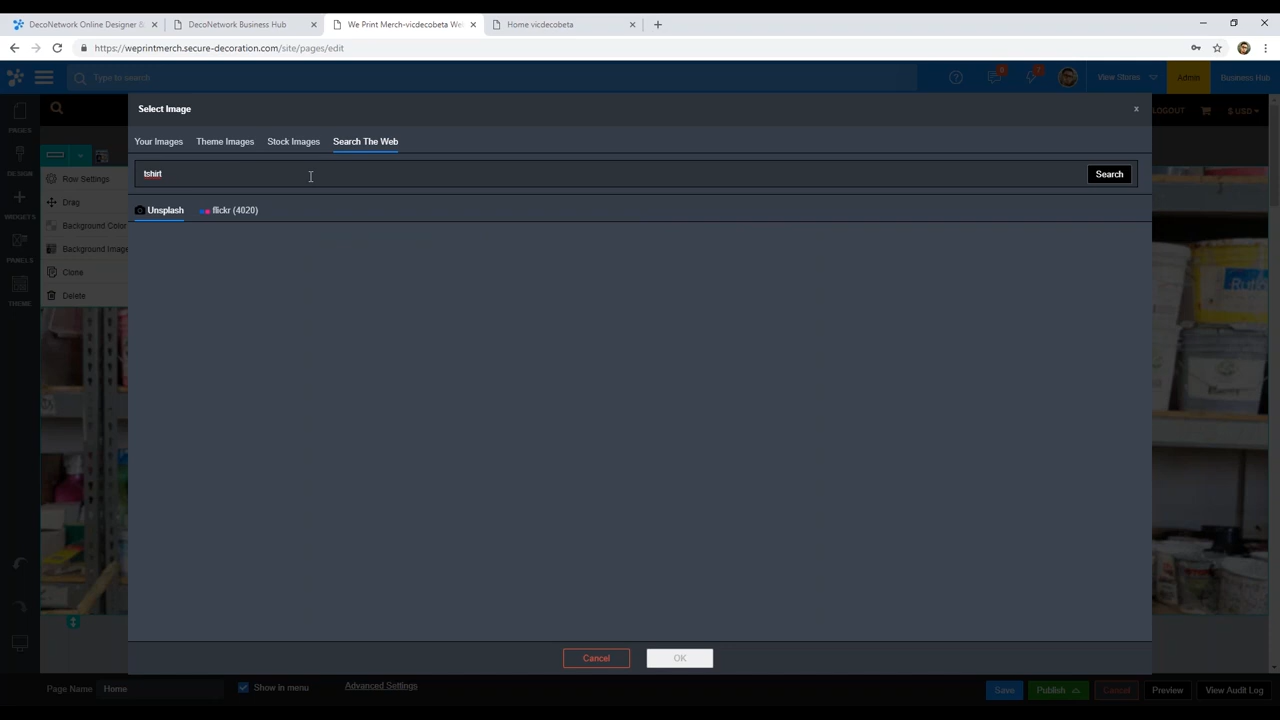 DecoNetwork Online Designer &
DecoNetwork Business Hub
We Print Merch-vicdecobeta We
Home vicdecobeta
https://weprintmerch.secure-decoration.com/site/pages/edit
Type to search
View Stores
Admin
Business Hub
Select Image
x
LOGOUT
$ USD
PAGES
Your Images
Theme Images
Stock Images
Search The Web
DESIGN
tshirt
Search
Row Settings
Drag
Unsplash
flickr (4020)
WIDGETS
Background Color
Background Image
PANELS
Clone
Delete
THEME
Cancel
OK
Page Name
Home
Show in menu
Advanced Settings
Save
Publish
Cancel
Preview
View Audit Log